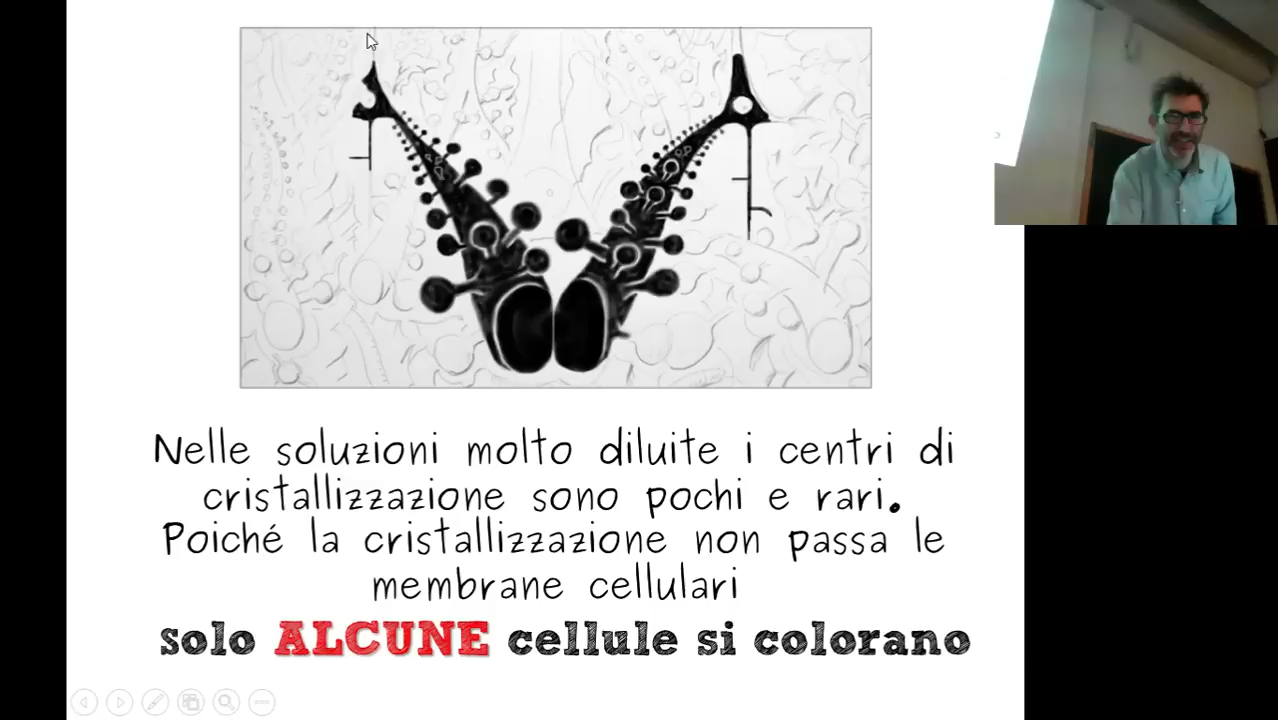 Nelle soluzioni molto diluite i centri di
cristallizzazione sono pochi e rari.
Poiché la cristallizzazione non passa le
membrane cellulari
solo ALCUNE cellule si colorano